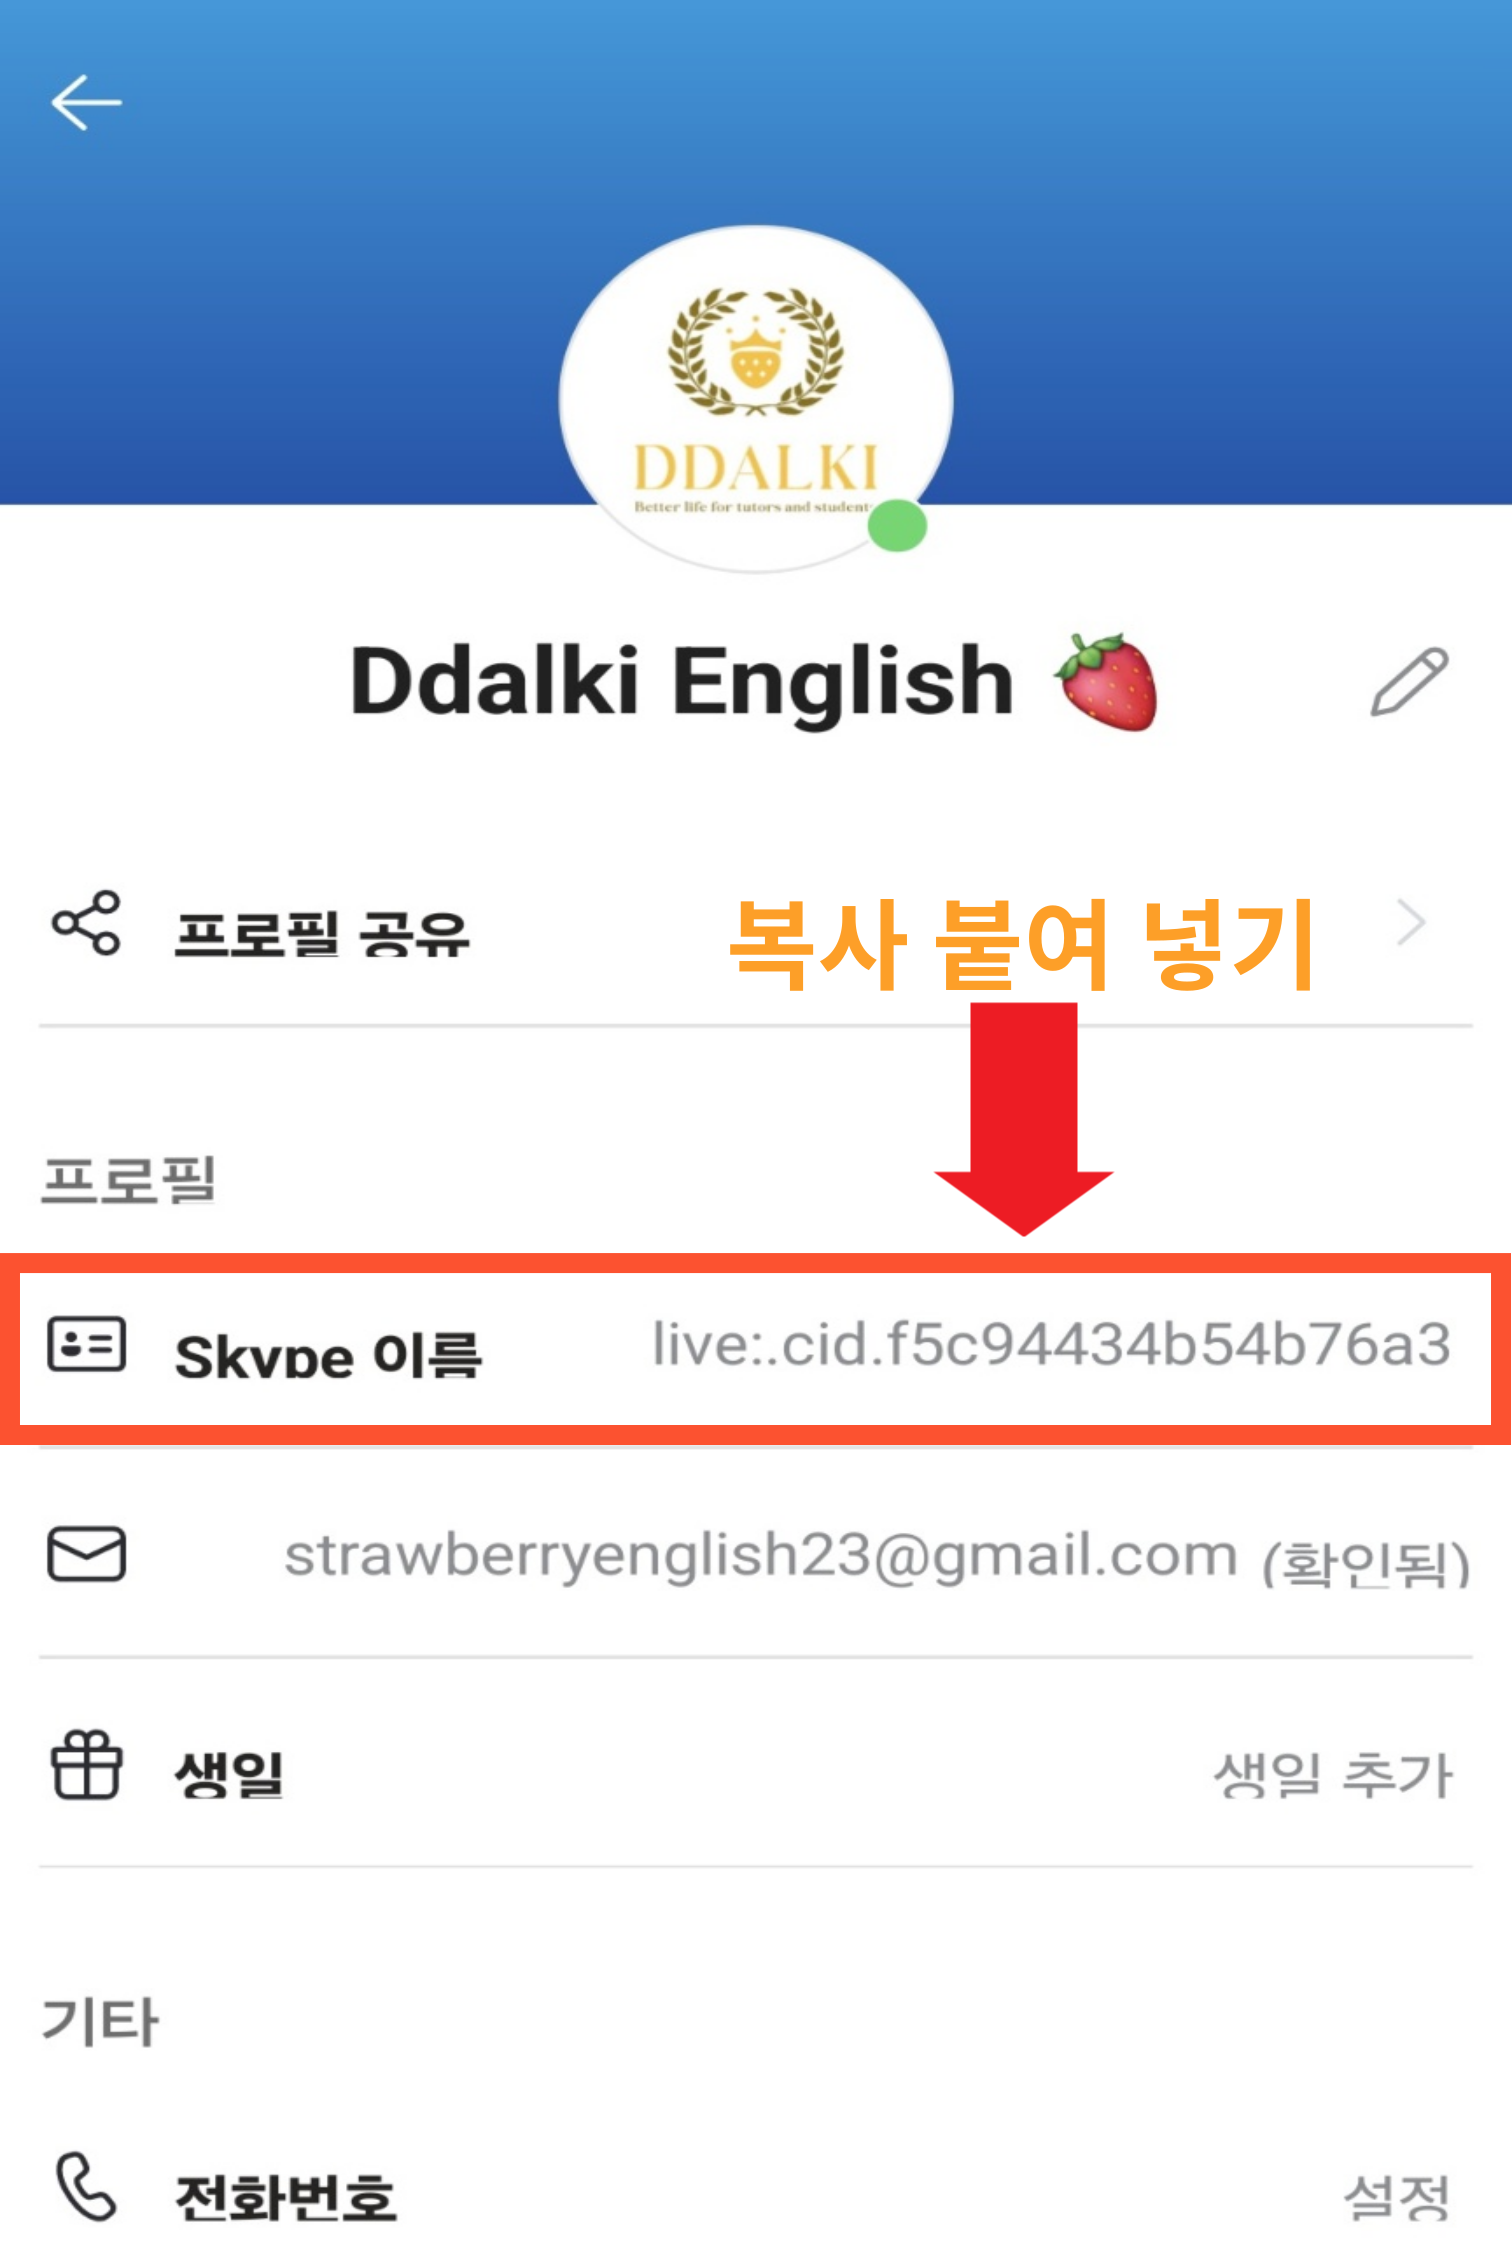 DDALKI
Better life for tutors and student
Ddalki English 🍓
프로필 공유
복사 붙여 넣기
프로필
Skype 이름 live:.cid.f5c94434b54b76a3
strawberryenglish23@gmail.com (확인됨)
생일 생일 추가
기타
전화번호 설정